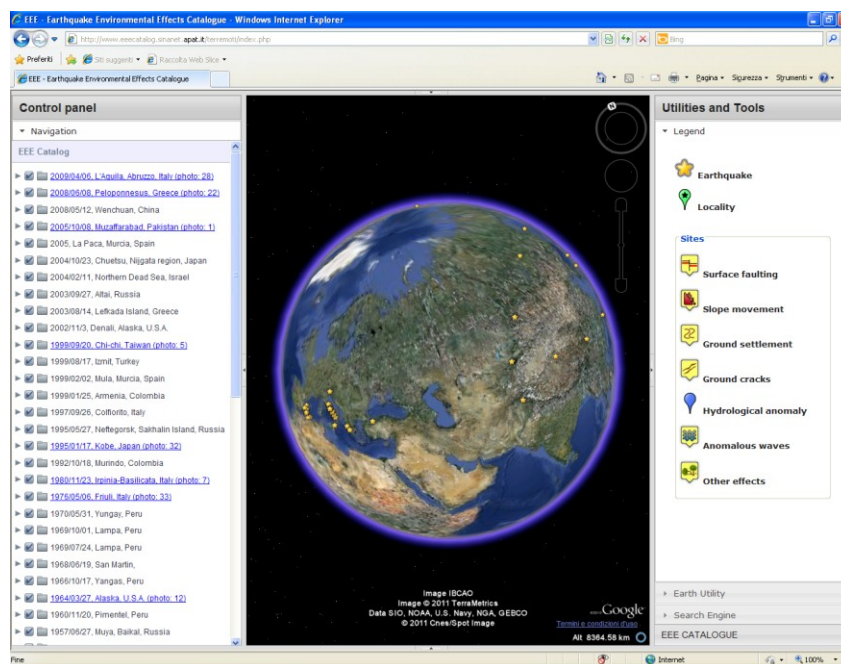 EEE - Earthquake Environmental Effects Catalogue - Windows Internet Explorer
http://www.eeecatalog.sinanet.apat.it/terremoti/index.php
Bing
Preferiti
Siti suggeriti
Raccolta Web Slice
EEE - Earthquake Environmental Effects Catalogue
Pagina
Sicurezza
Strumenti
Control panel
Navigation
EEE Catalog
2009/04/06, L'Aquila, Abruzzo, Italy (photo: 28)
2008/06/08, Peloponnesus, Greece (photo: 22)
2008/05/12, Wenchuan, China
2005/10/08, Muzaffarabad, Pakistan (photo: 1)
2005, La Paca, Murcia, Spain
2004/10/23, Chuetsu, Nijgata region, Japan
2004/02/11, Northern Dead Sea, Israel
2003/09/27, Altai, Russia
2003/08/14, Lefkada Island, Greece
2002/11/3, Denali, Alaska, U.S.A.
1999/09/20, Chi-chi, Taiwan (photo: 5)
1999/08/17, Izmit, Turkey
1999/02/02, Mula, Murcia, Spain
1999/01/25, Armenia, Colombia
1997/09/26, Colfiorito, Italy
1995/05/27, Neftegorsk, Sakhalin Island, Russia
1995/01/17, Kobe, Japan (photo: 32)
1992/10/18, Murindo, Colombia
1980/11/23, Irpinia-Basilicata, Italy (photo: 7)
1976/05/06, Friuli, Italy (photo: 33)
1970/05/31, Yungay, Peru
1969/10/01, Lampa, Peru
1969/07/24, Lampa, Peru
1968/06/19, San Martin,
1966/10/17, Yangas, Peru
1964/03/27, Alaska, U.S.A. (photo: 12)
1960/11/20, Pimentel, Peru
1957/06/27, Muya, Baikal, Russia
N
Image IBCAO
Image © 2011 TerraMetrics
Data SIO, NOAA, U.S. Navy, NGA, GEBCO
© 2011 Cnes/Spot Image
Google
Termini e condizioni d'uso
Alt 8364.58 km
Utilities and Tools
Legend
Earthquake
Locality
Sites
Surface faulting
Slope movement
Ground settlement
Ground cracks
Hydrological anomaly
Anomalous waves
Other effects
Earth Utility
Search Engine
EEE CATALOGUE
Fine
Internet
100%